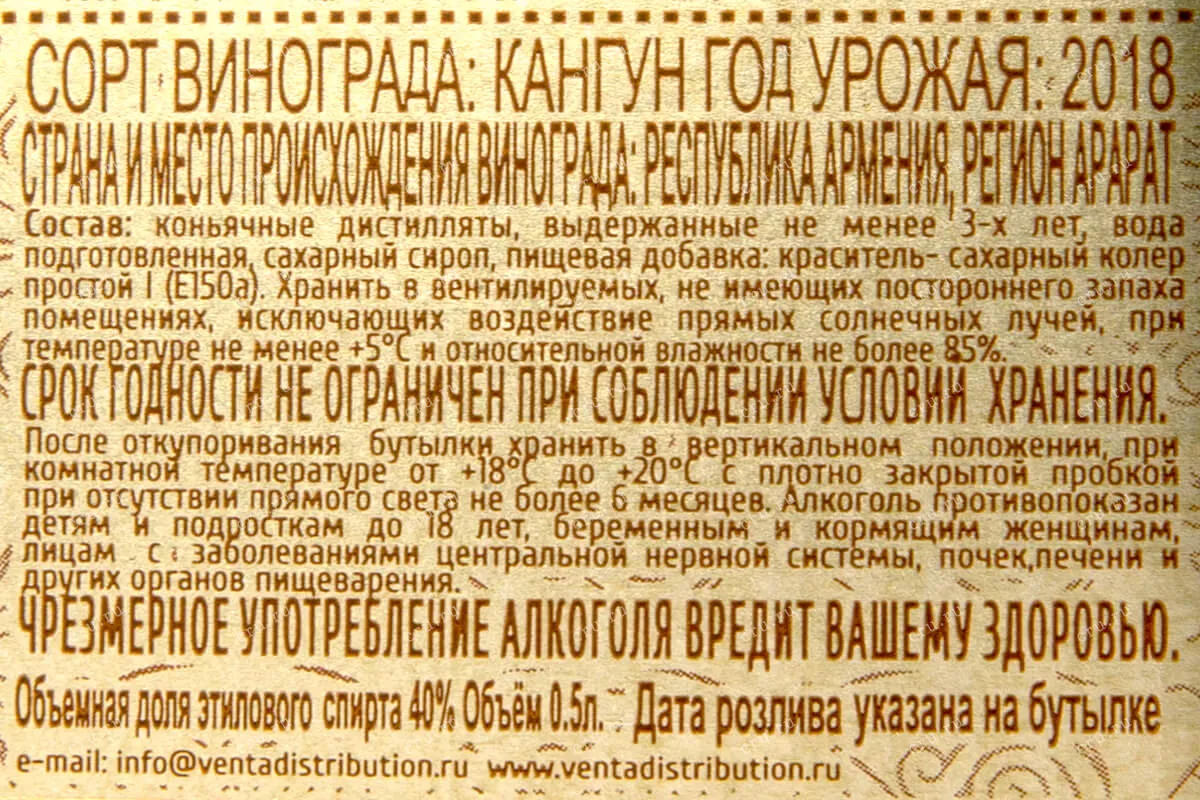 СОРТ ВИНОГРАДА: КАНГУН ГОД УРОЖАЯ: 2018
СТРАНА И МЕСТО ПРОИСХОЖДЕНИЯ ВИНОГРАДА: РЕСПУБЛИКА АРМЕНИЯ, РЕГИОН АРАРАТ
Состав: коньячные дистилляты, выдержанные не менее 3-х лет, вода
подготовленная, сахарный сироп, пищевая добавка: краситель- сахарный колер
простой I (Е150а). Хранить в вентилируемых, не имеющих постороннего запаха
помещениях, исключающих воздействие прямых солнечных лучей, при
температуре не менее +5°С и относительной влажности не более 85%.
СРОК ГОДНОСТИ НЕ ОГРАНИЧЕН ПРИ СОБЛЮДЕНИИ УСЛОВИЙ ХРАНЕНИЯ.
После откупоривания бутылки хранить в вертикальном положении, при
комнатной температуре от +18°С до +20°С с плотно закрытой пробкой
при отсутствии прямого света не более 6 месяцев. Алкоголь противопоказан
детям и подросткам до 18 лет, беременным и кормящим женщинам,
лицам с заболеваниями центральной нервной системы, почек,печени и
других органов пищеварения.
ЧРЕЗМЕРНОЕ УПОТРЕБЛЕНИЕ АЛКОГОЛЯ ВРЕДИТ ВАШЕМУ ЗДОРОВЬЮ.
Объемная доля этилового спирта 40% Объём 0.5л. Дата розлива указана на бутылке
e-mail: info@ventadistribution.ru www.ventadistribution.ru